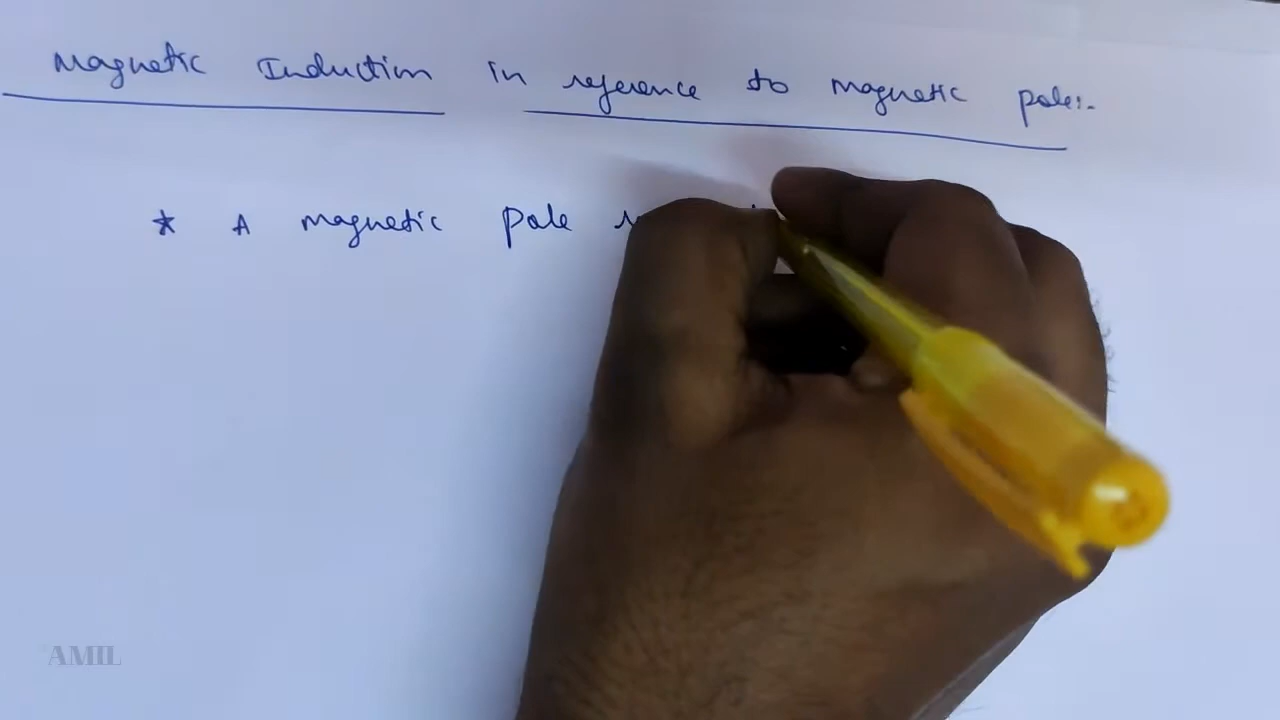 Magnetic Induction in reference to magnetic pole:-
* A magnetic pole
AMIL